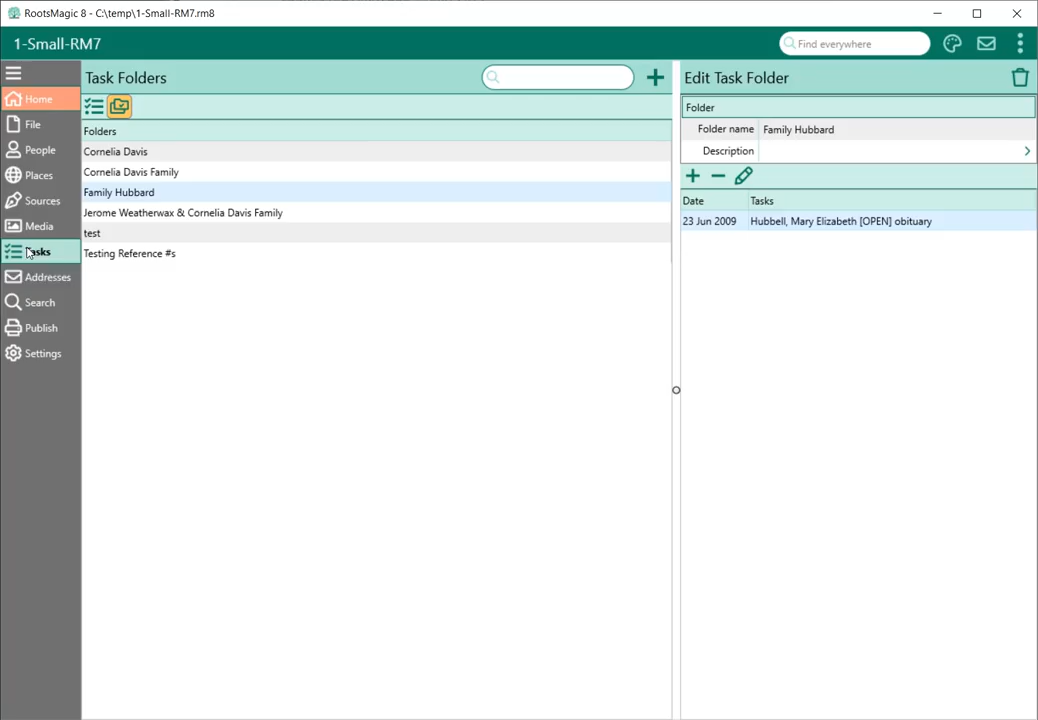 RootsMagic 8 - C:\temp\1-Small-RM7.rm8
1-Small-RM7
Find everywhere
Home
File
People
Places
Sources
Media
Tasks
Addresses
Search
Publish
Settings
Task Folders
Folders
Cornelia Davis
Cornelia Davis Family
Family Hubbard
Jerome Weatherwax & Cornelia Davis Family
test
Testing Reference #s
Edit Task Folder
Folder
Folder name Family Hubbard
Description
Date Tasks
23 Jun 2009 Hubbell, Mary Elizabeth [OPEN] obituary